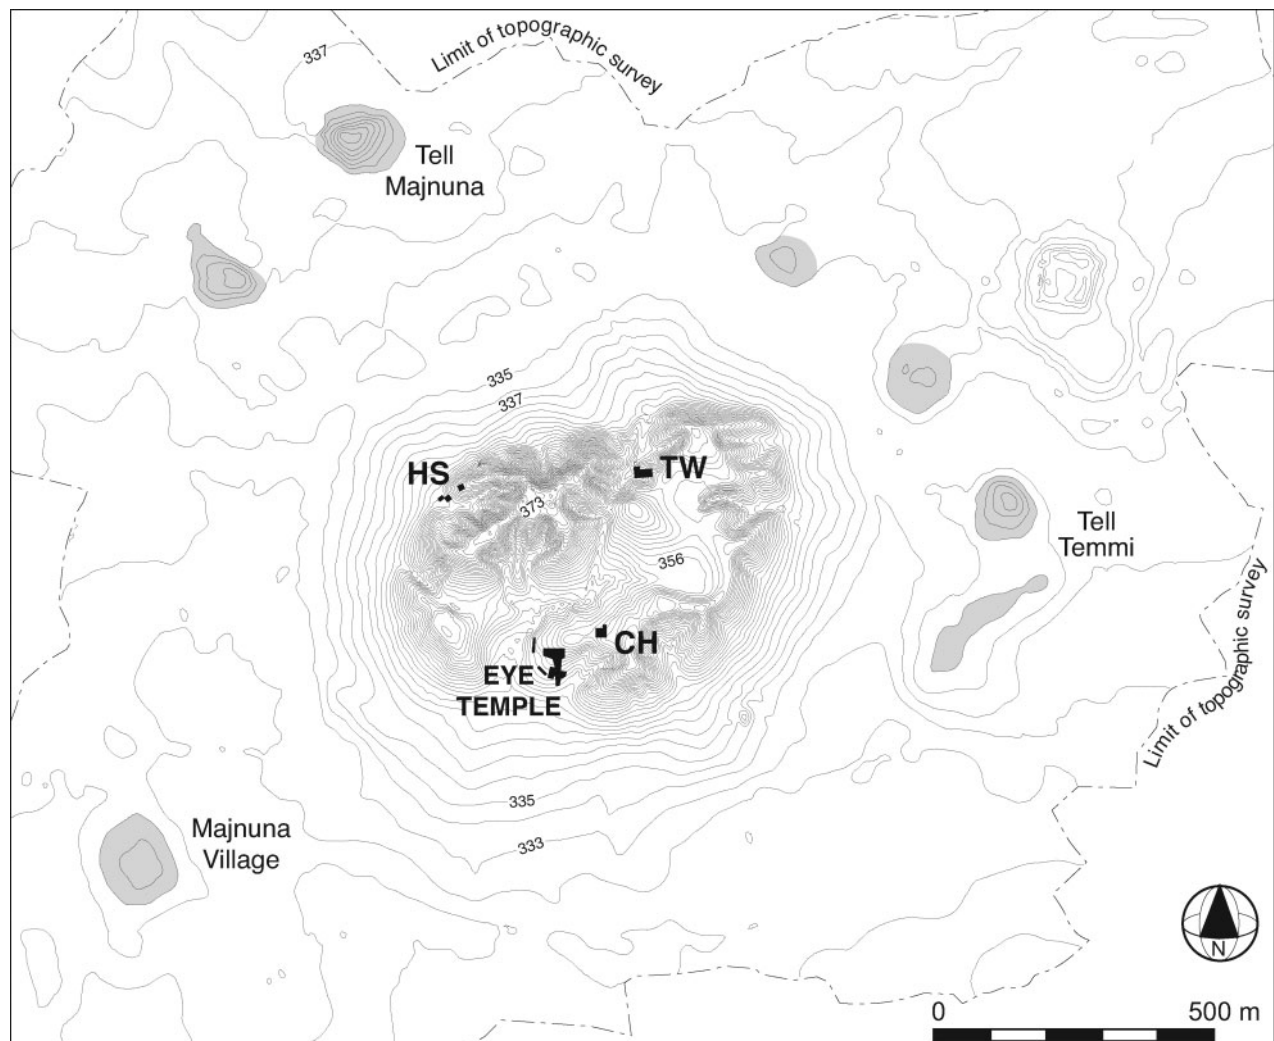 337
Limit of topographic survey
Tell
Majnuna
335
337
HS
TW
373
356
Tell
Temmi
CH
EYE
TEMPLE
Limit of topographic survey
335
333
Majnuna
Village
N
0 500 m